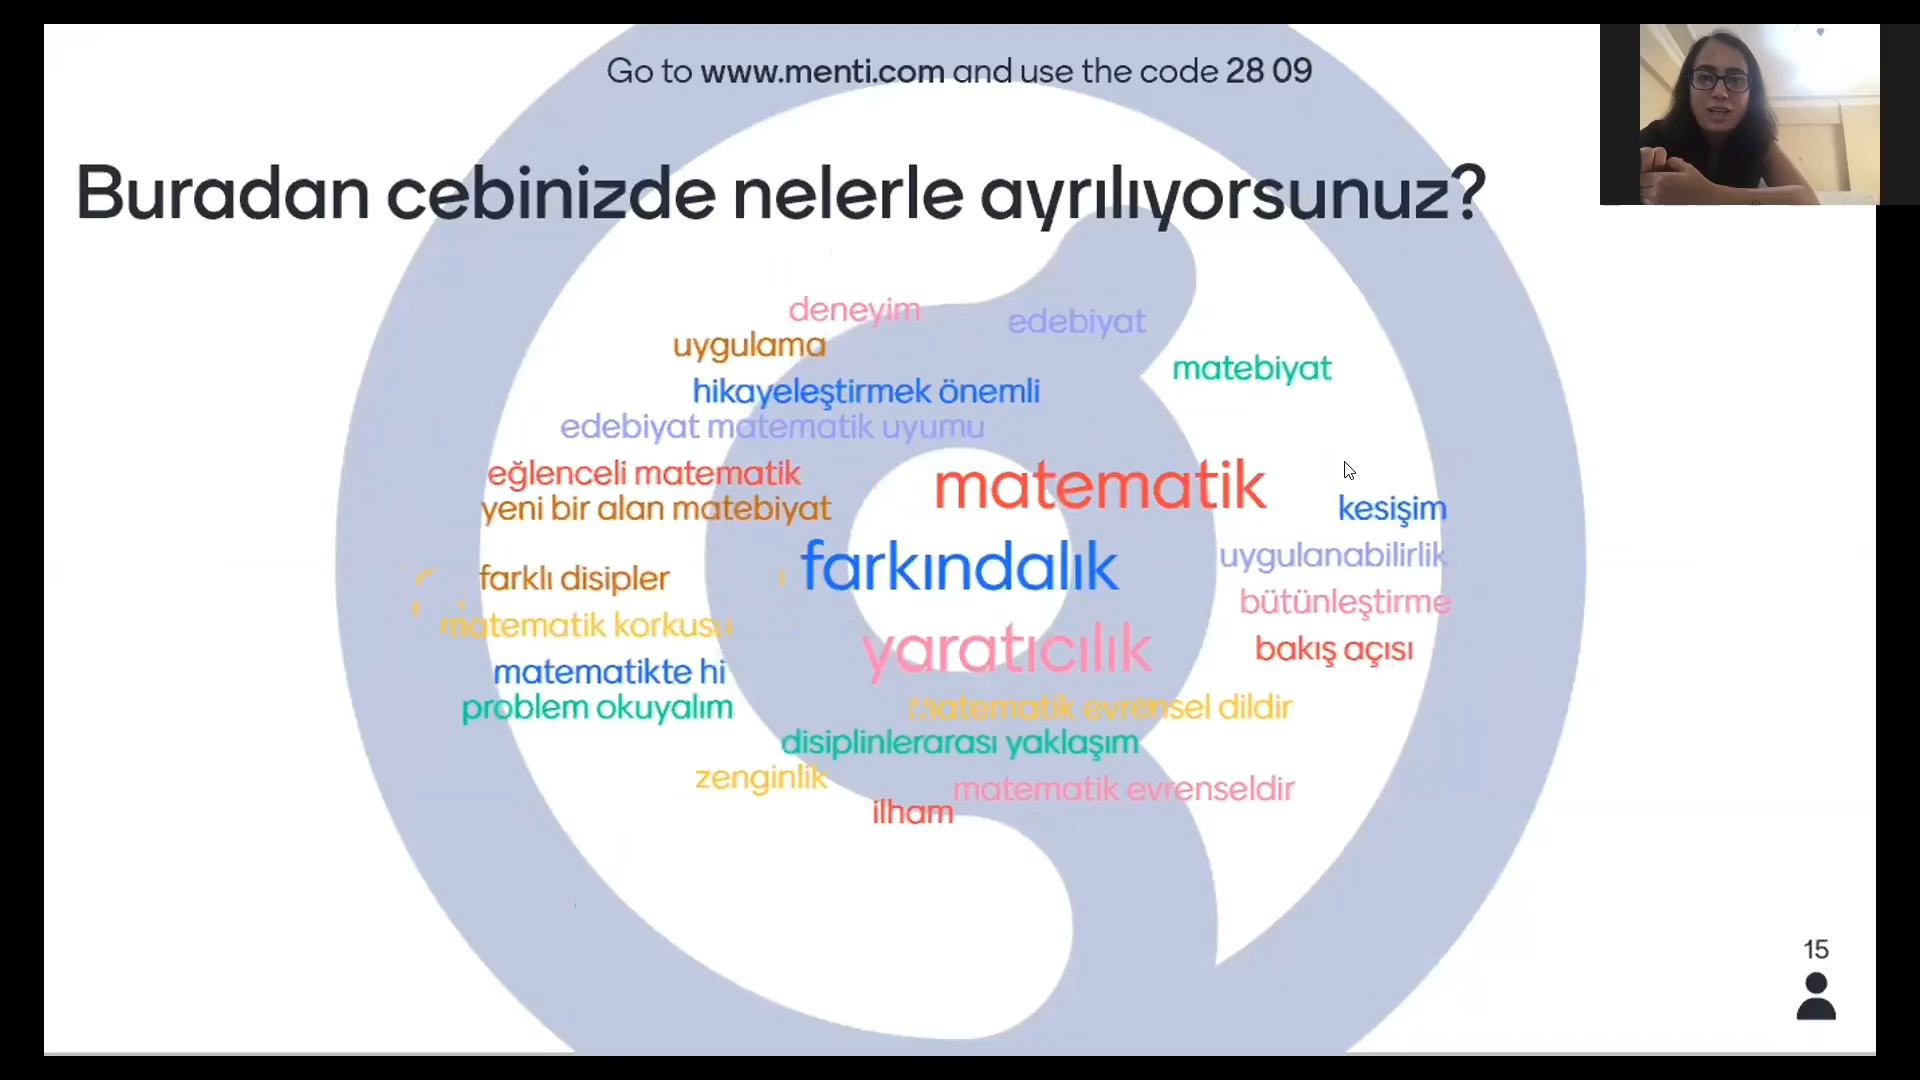 Go to www.menti.com and use the code 28 09
Buradan cebinizde nelerle ayrılıyorsunuz?
deneyim
edebiyat
uygulama
matebiyat
hikayeleştirmek önemli
edebiyat matematik uyumu
eğlenceli matematik
matematik
yeni bir alan matebiyat
kesişim
uygulanabilirlik
farkındalık
farklı disipler
bütünleştirme
matematik korkusu
bakış açısı
yaratıcılık
matematikte hi
problem okuyalım
matematik evrensel dildir
disiplinlerarası yaklaşım
zenginlik
matematik evrenseldir
ilham
15